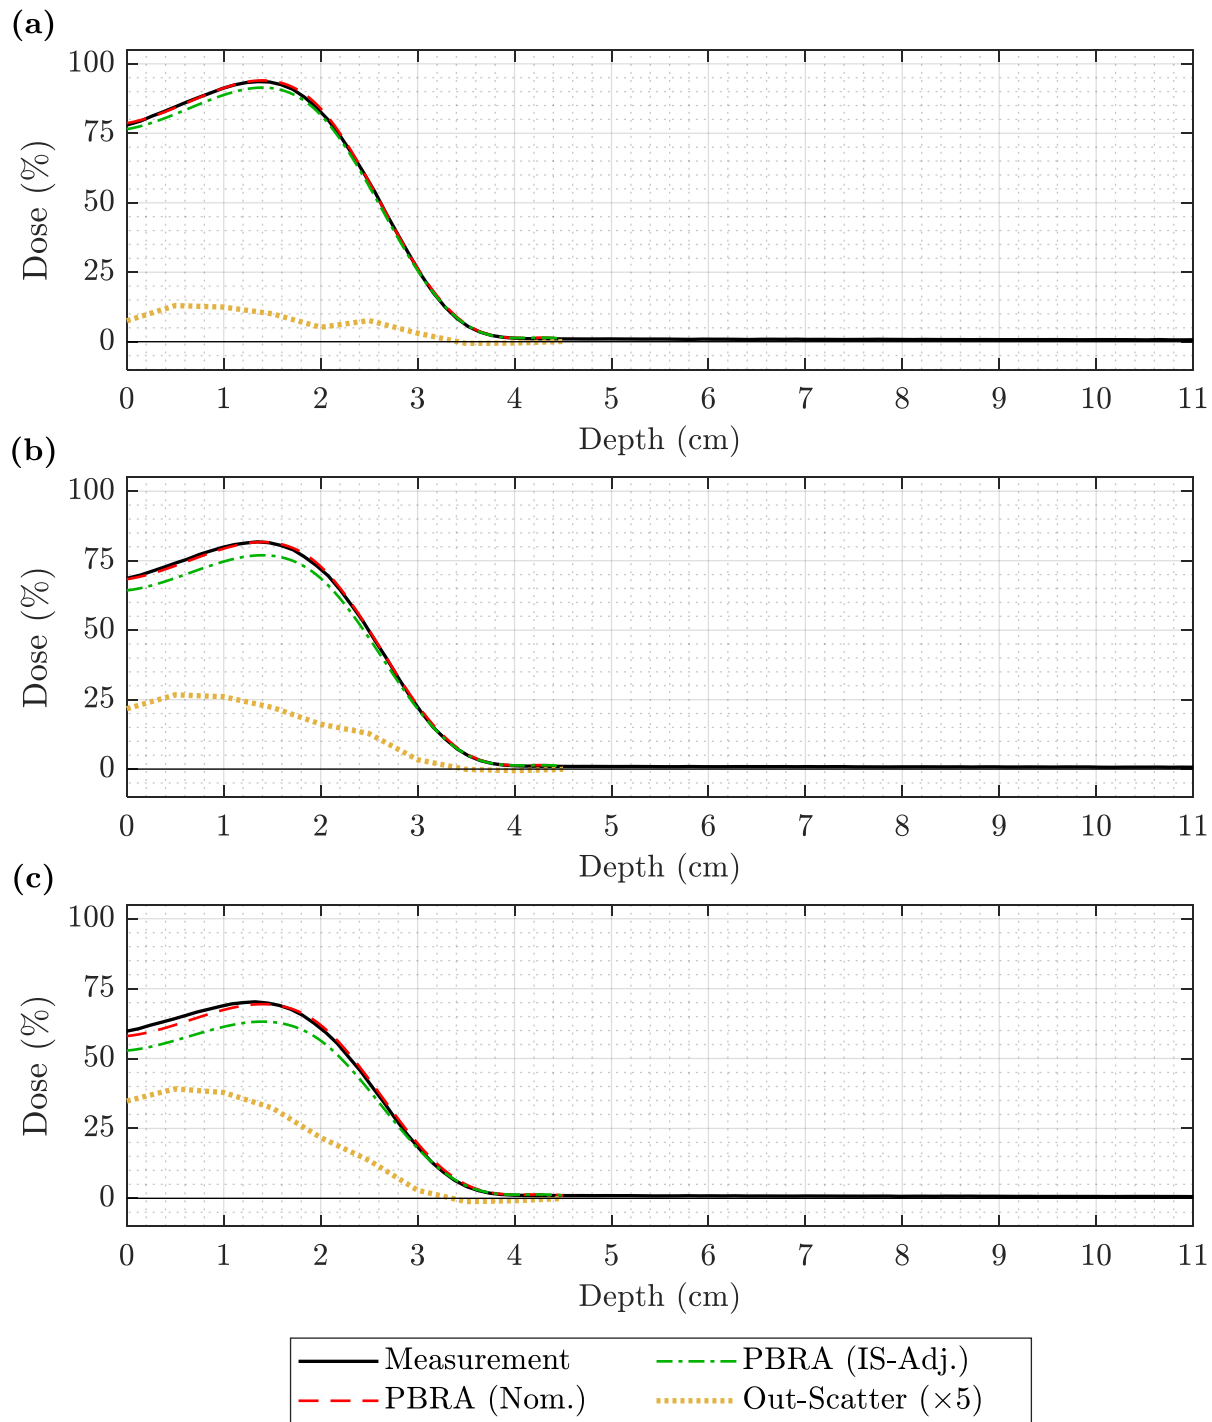 (a)
100
75
50
25
0
Dose (%)
0 1 2 3 4 5 6 7 8 9 10 11
Depth (cm)
(b)
100
75
50
25
0
Dose (%)
0 1 2 3 4 5 6 7 8 9 10 11
Depth (cm)
(c)
100
75
50
25
0
Dose (%)
0 1 2 3 4 5 6 7 8 9 10 11
Depth (cm)
Measurement PBRA (IS-Adj.)
PBRA (Nom.) Out-Scatter (×5)